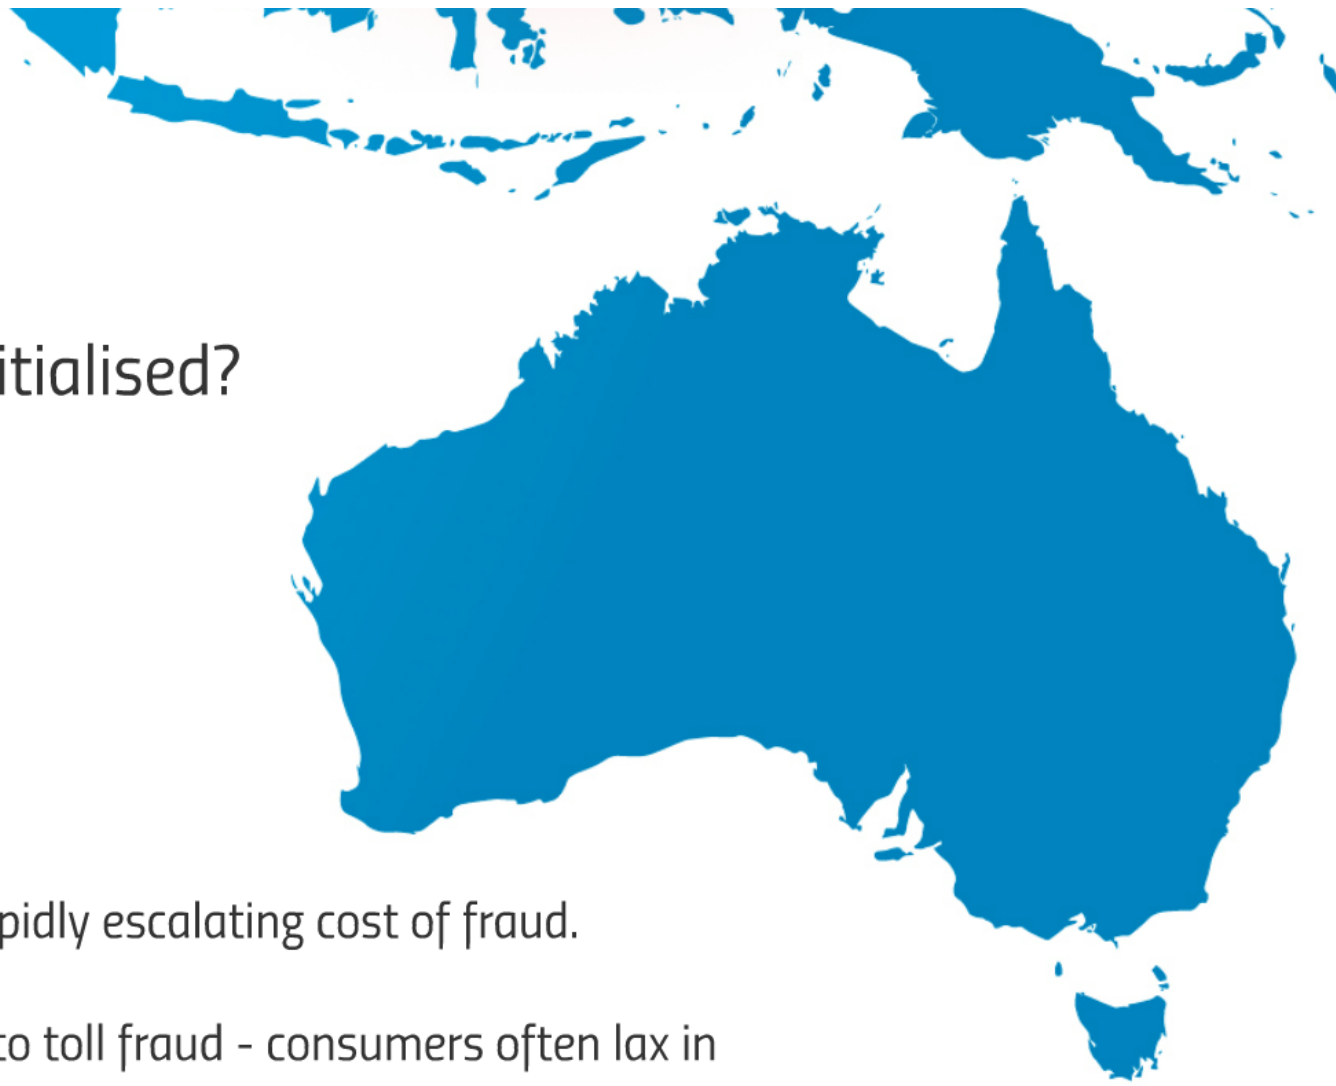 itialised?
pidly escalating cost of fraud.
to toll fraud - consumers often lax in